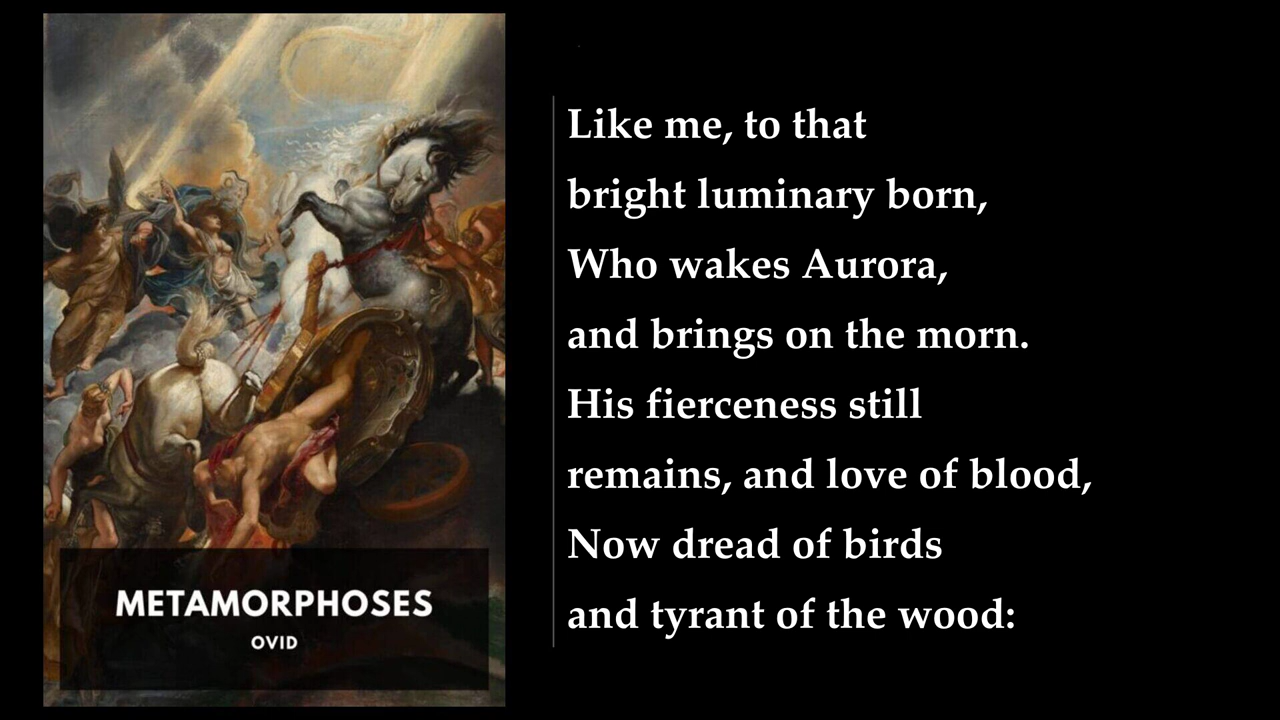 METAMORPHOSES
OVID
Like me, to that
bright luminary born,
Who wakes Aurora,
and brings on the morn.
His fierceness still
remains, and love of blood,
Now dread of birds
and tyrant of the wood: